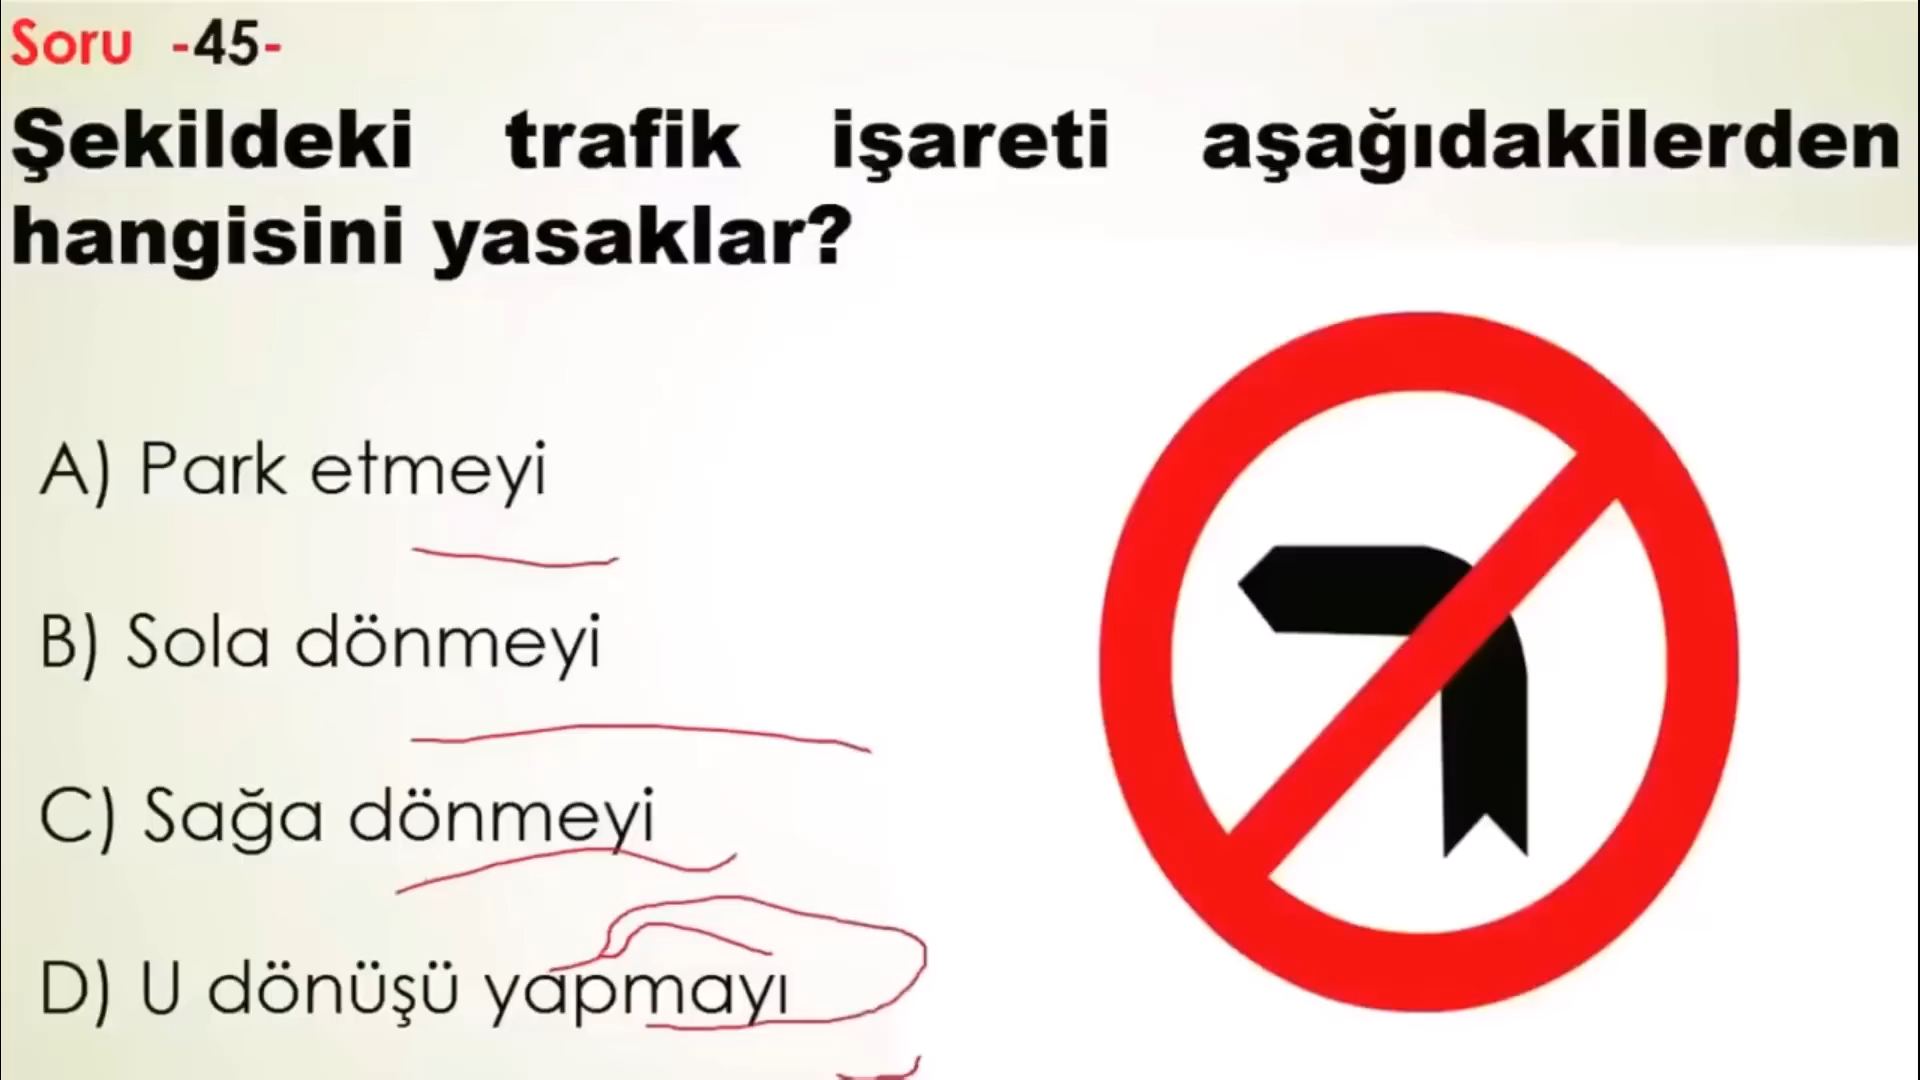 Soru -45-
Şekildeki trafik işareti aşağıdakilerden
hangisini yasaklar?
A) Park etmeyi
B) Sola dönmeyi
C) Sağa dönmeyi
D) U dönüşü yapmayı